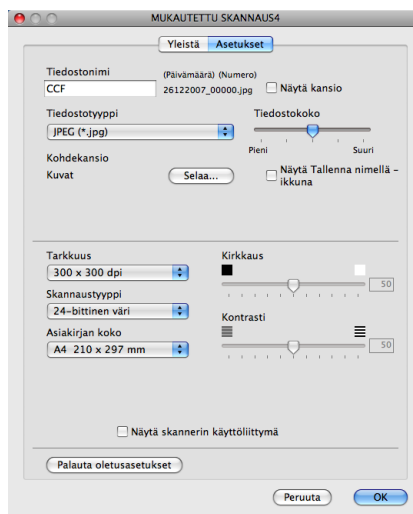 MUKAUTETTU SKANNAUS4
Yleistä Asetukset
Tiedostonimi (Päivämäärä) (Numero)
CCF 26122007_00000.jpg Näytä kansio
Tiedostotyyppi Tiedostokoko
JPEG (*.jpg)
Pieni Suuri
Kohdekansio
Kuvat Selaa... Näytä Tallenna nimellä -
ikkuna
Tarkkuus Kirkkaus
300 x 300 dpi
50
Skannaustyyppi
24-bittinen väri Kontrasti
Asiakirjan koko
A4 210 x 297 mm 50
Näytä skannerin käyttöliittymä
Palauta oletusasetukset
Peruuta OK